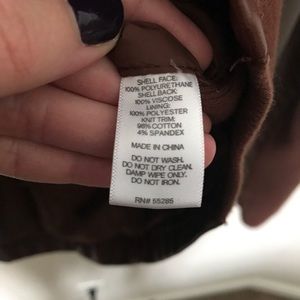 SHELL FACE:
100% POLYURETHANE
SHELL BACK:
100% VISCOSE
LINING:
100% POLYESTER
KNIT TRIM:
96% COTTON
4% SPANDEX
MADE IN CHINA
DO NOT WASH.
DO NOT DRY CLEAN.
DAMP WIPE ONLY.
DO NOT IRON.
RN# 55285